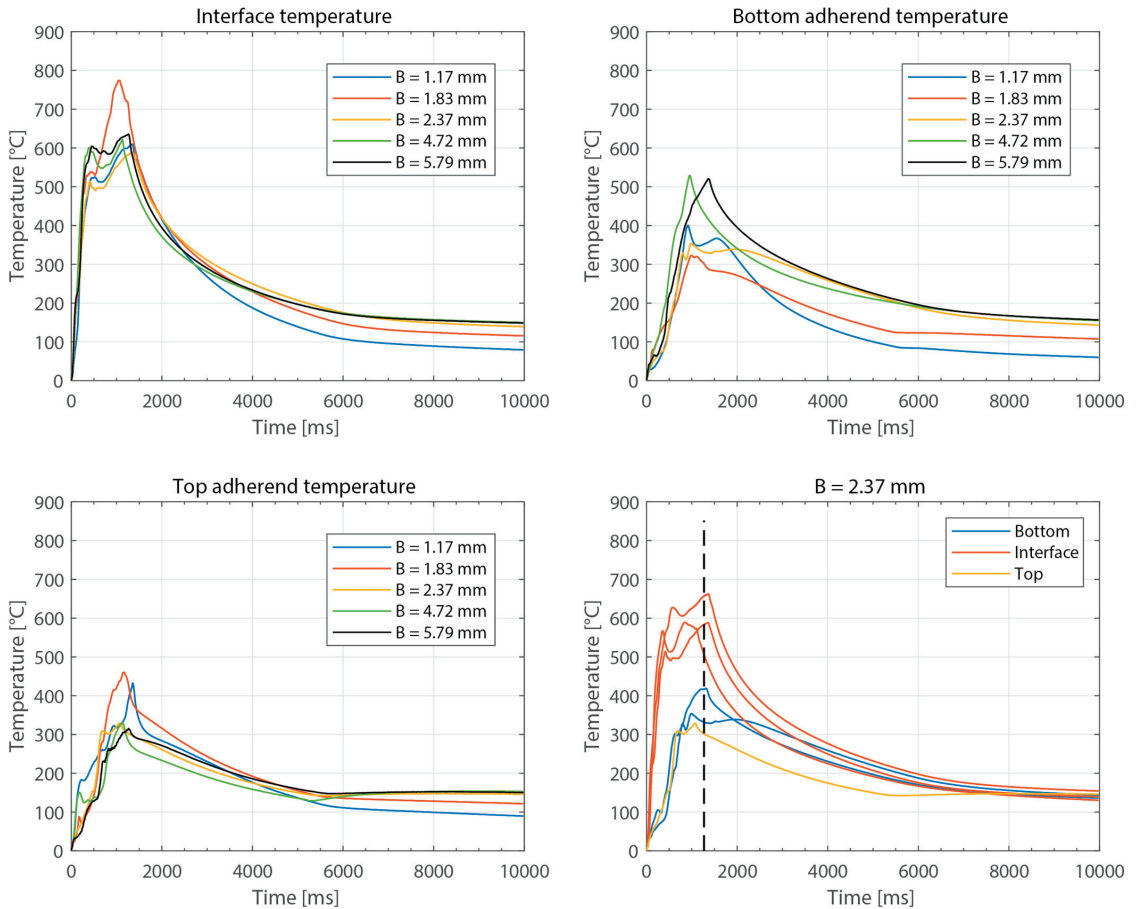 Interface temperature
900
800
700
600
500
400
300
200
100
0
Temperature [°C]
B = 1.17 mm
B = 1.83 mm
B = 2.37 mm
B = 4.72 mm
B = 5.79 mm
0 2000 4000 6000 8000 10000
Time [ms]
Bottom adherend temperature
900
800
700
600
500
400
300
200
100
0
Temperature [°C]
B = 1.17 mm
B = 1.83 mm
B = 2.37 mm
B = 4.72 mm
B = 5.79 mm
0 2000 4000 6000 8000 10000
Time [ms]
Top adherend temperature
900
800
700
600
500
400
300
200
100
0
Temperature [°C]
B = 1.17 mm
B = 1.83 mm
B = 2.37 mm
B = 4.72 mm
B = 5.79 mm
0 2000 4000 6000 8000 10000
Time [ms]
B = 2.37 mm
900
800
700
600
500
400
300
200
100
0
Temperature [°C]
Bottom
Interface
Top
0 2000 4000 6000 8000 10000
Time [ms]